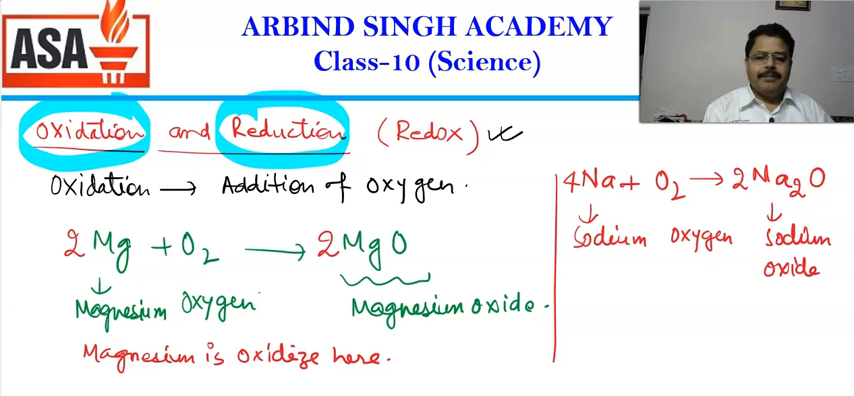 ASA
ARBIND SINGH ACADEMY
Class-10 (Science)
Oxidation and Reduction (Redox)
Oxidation → Addition of oxygen.
2Mg + O₂ → 2MgO
Magnesium Oxygen Magnesium oxide.
Magnesium is oxidize here.
4Na + O₂ → 2Na₂O
Sodium oxygen Sodium
oxide